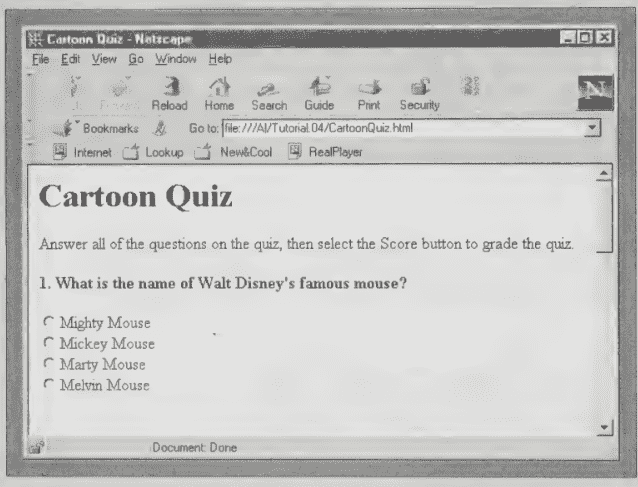 Cartoon Quiz - Netscape
File Edit View Go Window Help
Reload Home Search Guide Print Security
N
Bookmarks Go to: file:///A|/Tutorial.04/CartoonQuiz.html
Internet Lookup New&Cool RealPlayer
Cartoon Quiz
Answer all of the questions on the quiz, then select the Score button to grade the quiz.
1. What is the name of Walt Disney's famous mouse?
Mighty Mouse
Mickey Mouse
Marty Mouse
Melvin Mouse
Document: Done